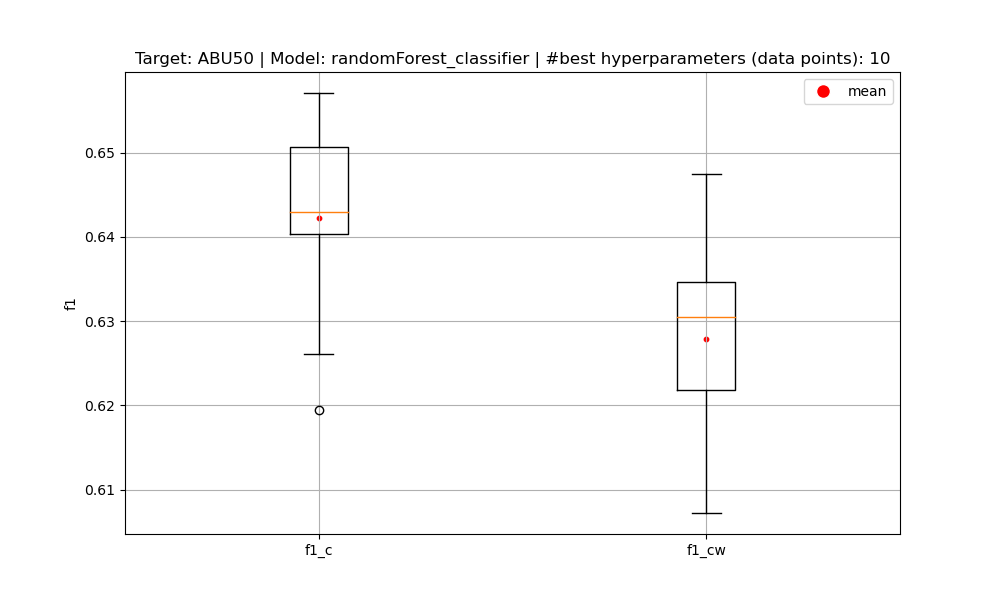 Target: ABU50 | Model: randomForest_classifier | #best hyperparameters (data points): 10
mean
0.65
0.64
0.63
0.62
0.61
f1
f1_c
f1_cw